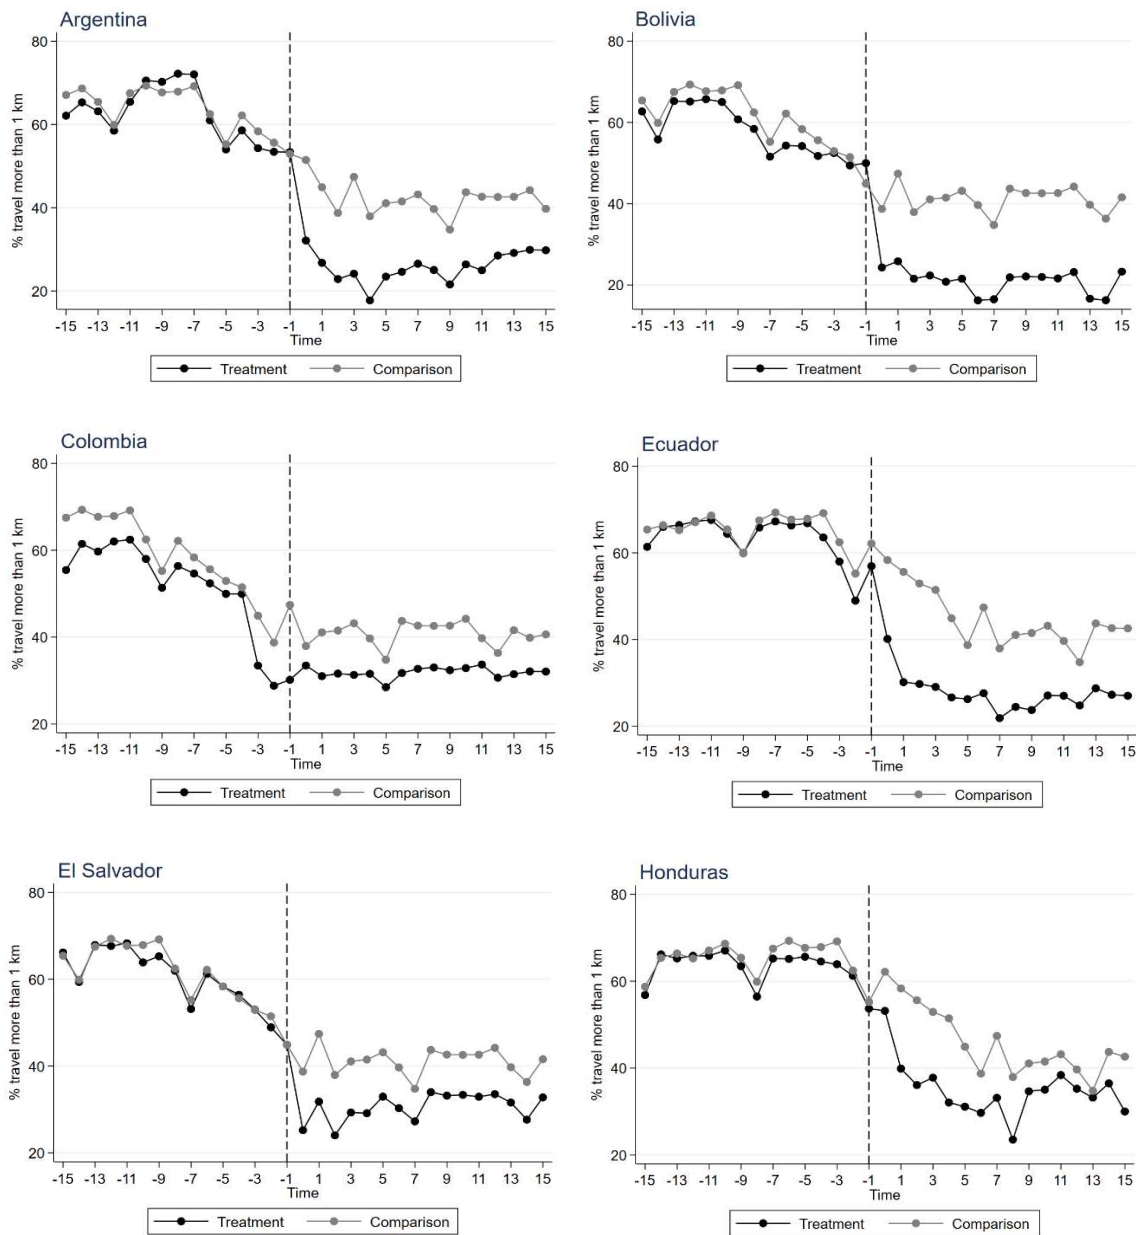 Argentina
% travel more than 1 km
80
60
40
20
-15 -13 -11 -9 -7 -5 -3 -1 1 3 5 7 9 11 13 15
Time
Treatment Comparison
Bolivia
% travel more than 1 km
80
60
40
20
-15 -13 -11 -9 -7 -5 -3 -1 1 3 5 7 9 11 13 15
Time
Treatment Comparison
Colombia
% travel more than 1 km
80
60
40
20
-15 -13 -11 -9 -7 -5 -3 -1 1 3 5 7 9 11 13 15
Time
Treatment Comparison
Ecuador
% travel more than 1 km
80
60
40
20
-15 -13 -11 -9 -7 -5 -3 -1 1 3 5 7 9 11 13 15
Time
Treatment Comparison
El Salvador
% travel more than 1 km
80
60
40
20
-15 -13 -11 -9 -7 -5 -3 -1 1 3 5 7 9 11 13 15
Time
Treatment Comparison
Honduras
% travel more than 1 km
80
60
40
20
-15 -13 -11 -9 -7 -5 -3 -1 1 3 5 7 9 11 13 15
Time
Treatment Comparison